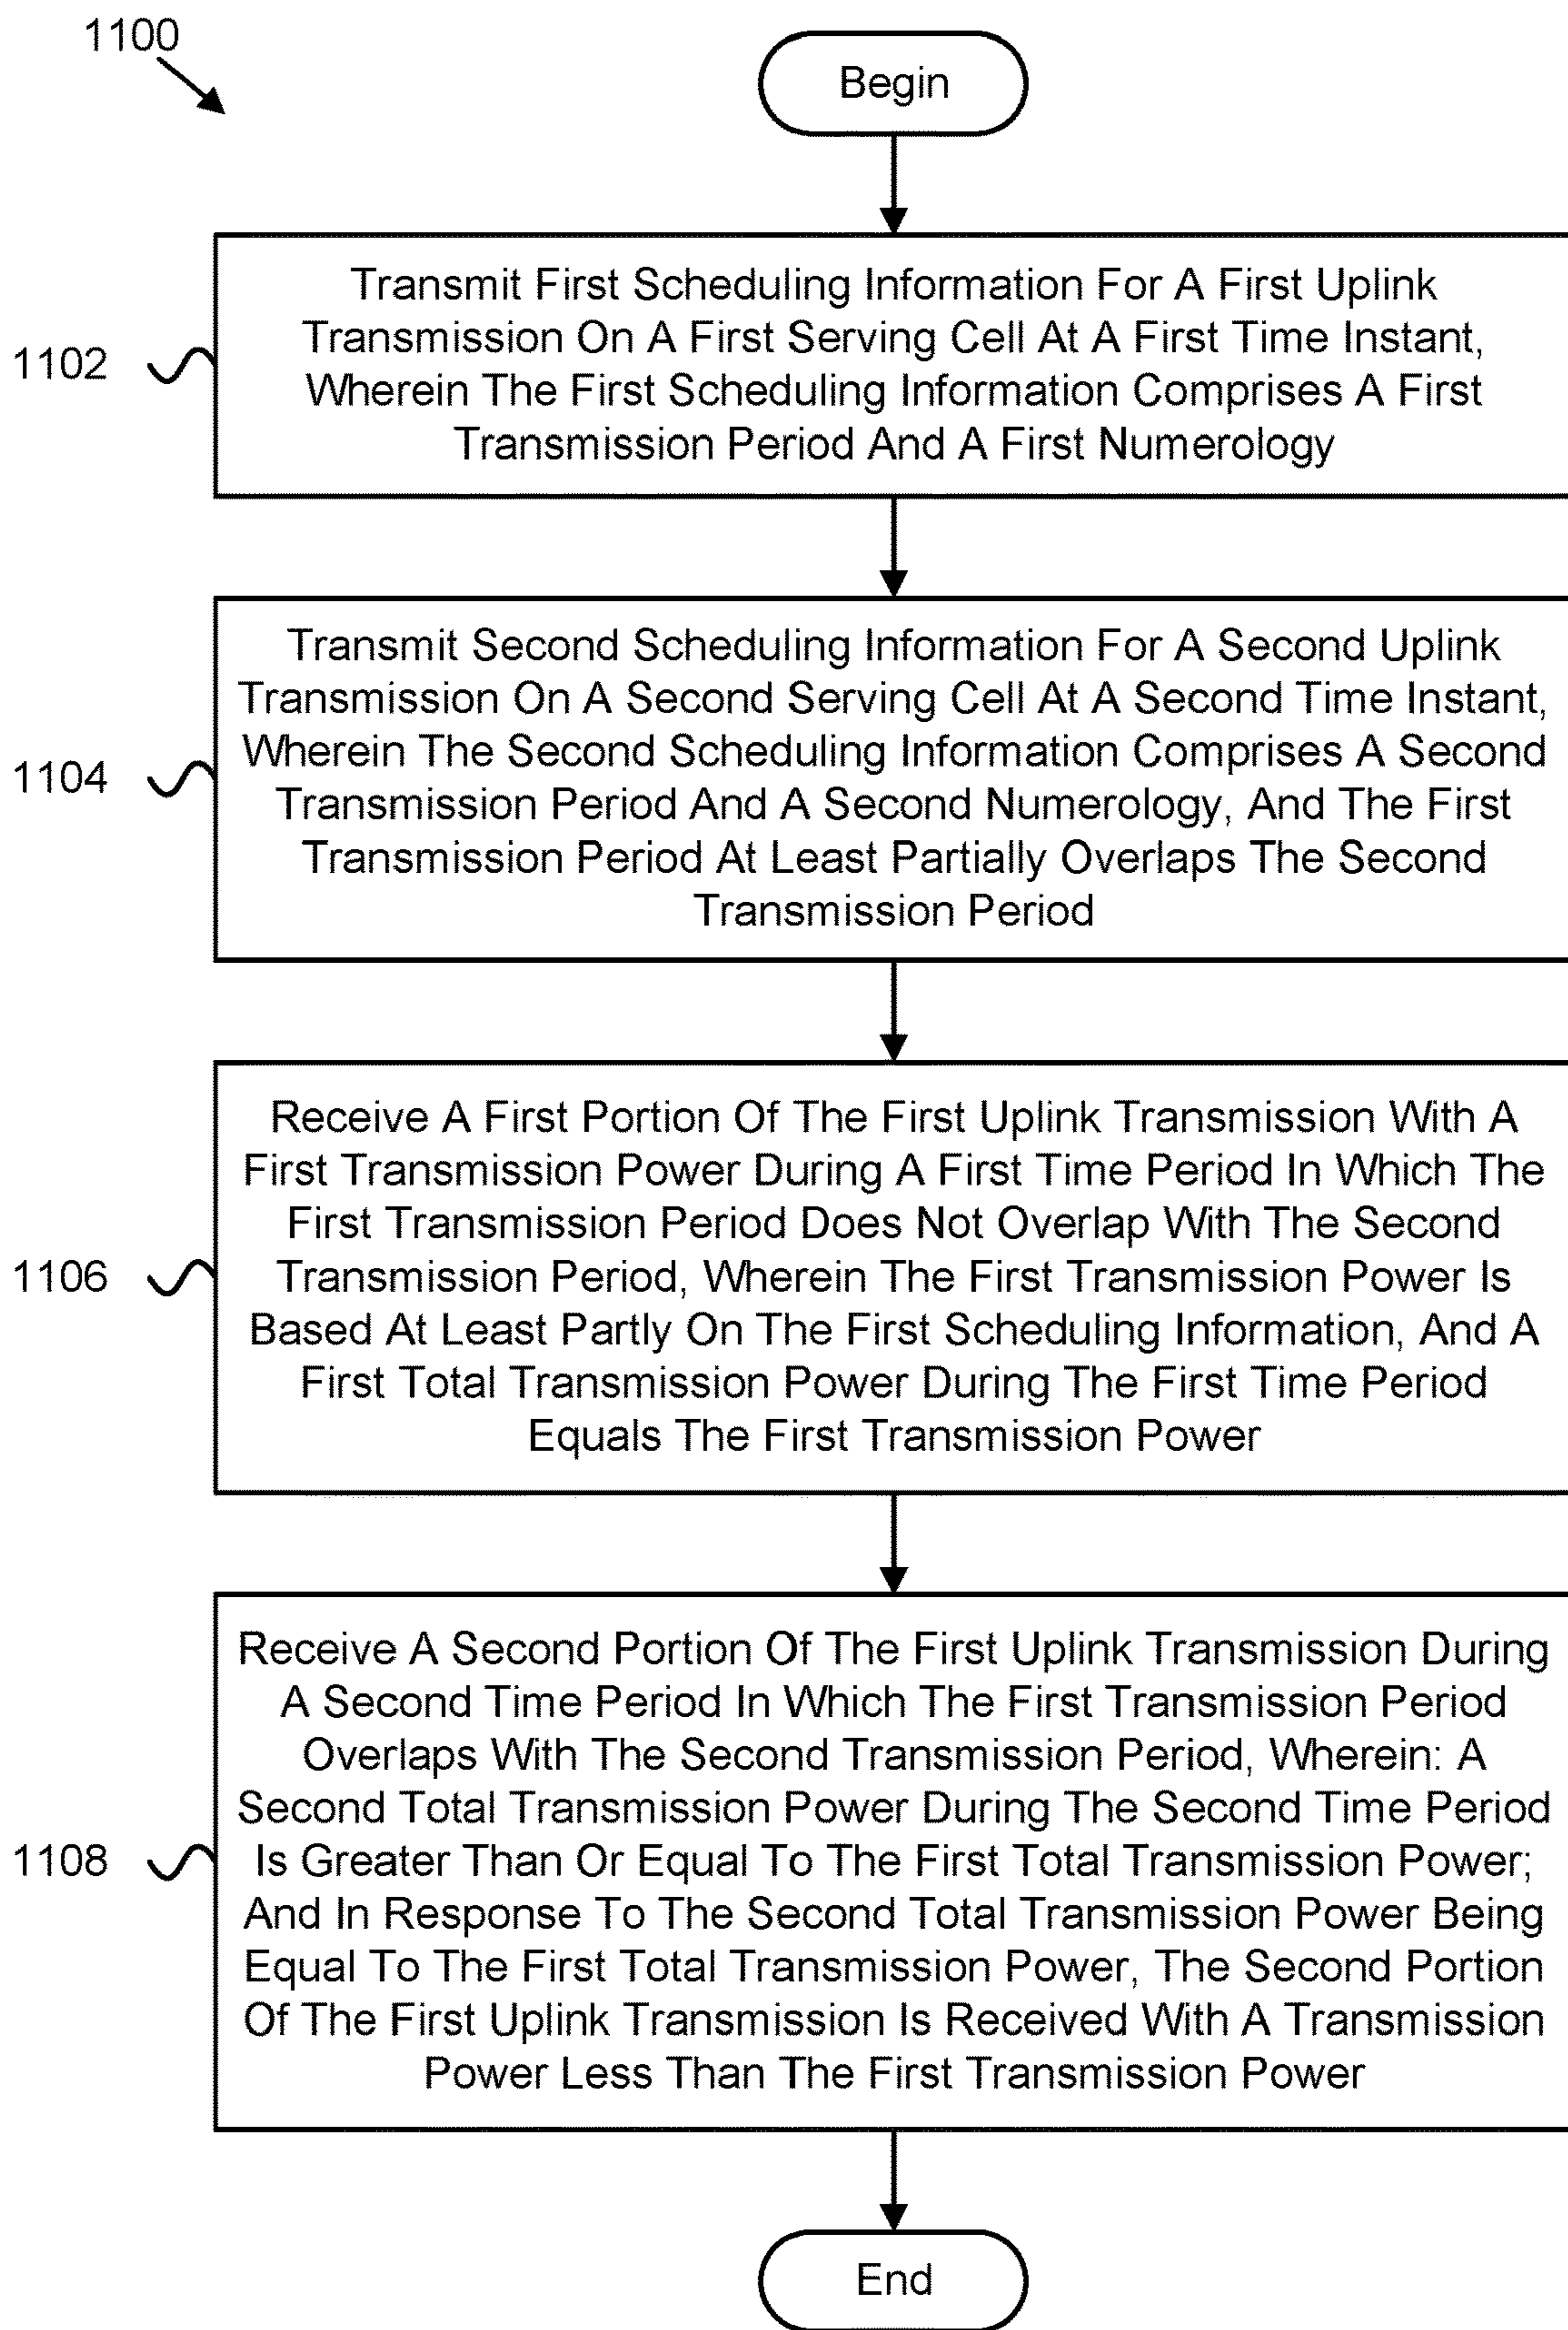 1100
Begin
1102
Transmit First Scheduling Information For A First Uplink
Transmission On A First Serving Cell At A First Time Instant,
Wherein The First Scheduling Information Comprises A First
Transmission Period And A First Numerology
1104
Transmit Second Scheduling Information For A Second Uplink
Transmission On A Second Serving Cell At A Second Time Instant,
Wherein The Second Scheduling Information Comprises A Second
Transmission Period And A Second Numerology, And The First
Transmission Period At Least Partially Overlaps The Second
Transmission Period
1106
Receive A First Portion Of The First Uplink Transmission With A
First Transmission Power During A First Time Period In Which The
First Transmission Period Does Not Overlap With The Second
Transmission Period, Wherein The First Transmission Power Is
Based At Least Partly On The First Scheduling Information, And A
First Total Transmission Power During The First Time Period
Equals The First Transmission Power
1108
Receive A Second Portion Of The First Uplink Transmission During
A Second Time Period In Which The First Transmission Period
Overlaps With The Second Transmission Period, Wherein: A
Second Total Transmission Power During The Second Time Period
Is Greater Than Or Equal To The First Total Transmission Power;
And In Response To The Second Total Transmission Power Being
Equal To The First Total Transmission Power, The Second Portion
Of The First Uplink Transmission Is Received With A Transmission
Power Less Than The First Transmission Power
End